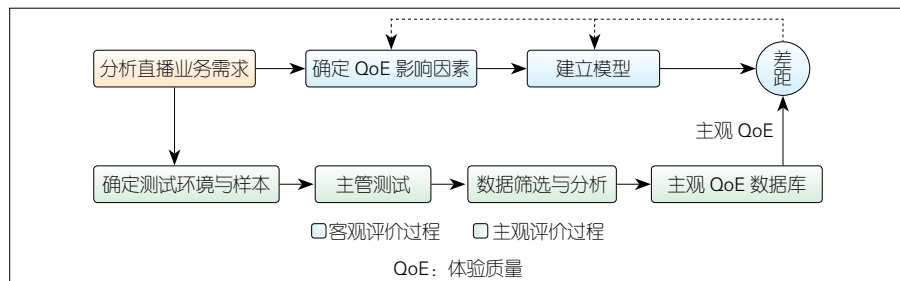 分析直播业务需求
确定 QoE 影响因素
建立模型
差距
主观 QoE
确定测试环境与样本
主管测试
数据筛选与分析
主观 QoE 数据库
客观评价过程
主观评价过程
QoE：体验质量